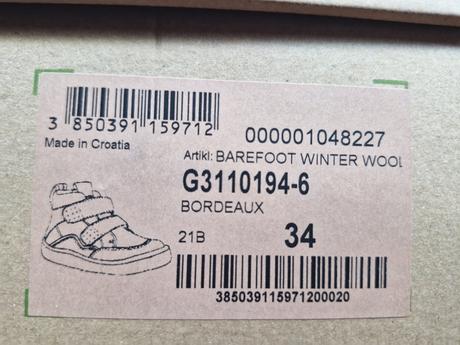 3 850391 159712
000001048227
Made in Croatia
Artikl: BAREFOOT WINTER WOOL
G3110194-6
BORDEAUX
21B
34
385039115971200020